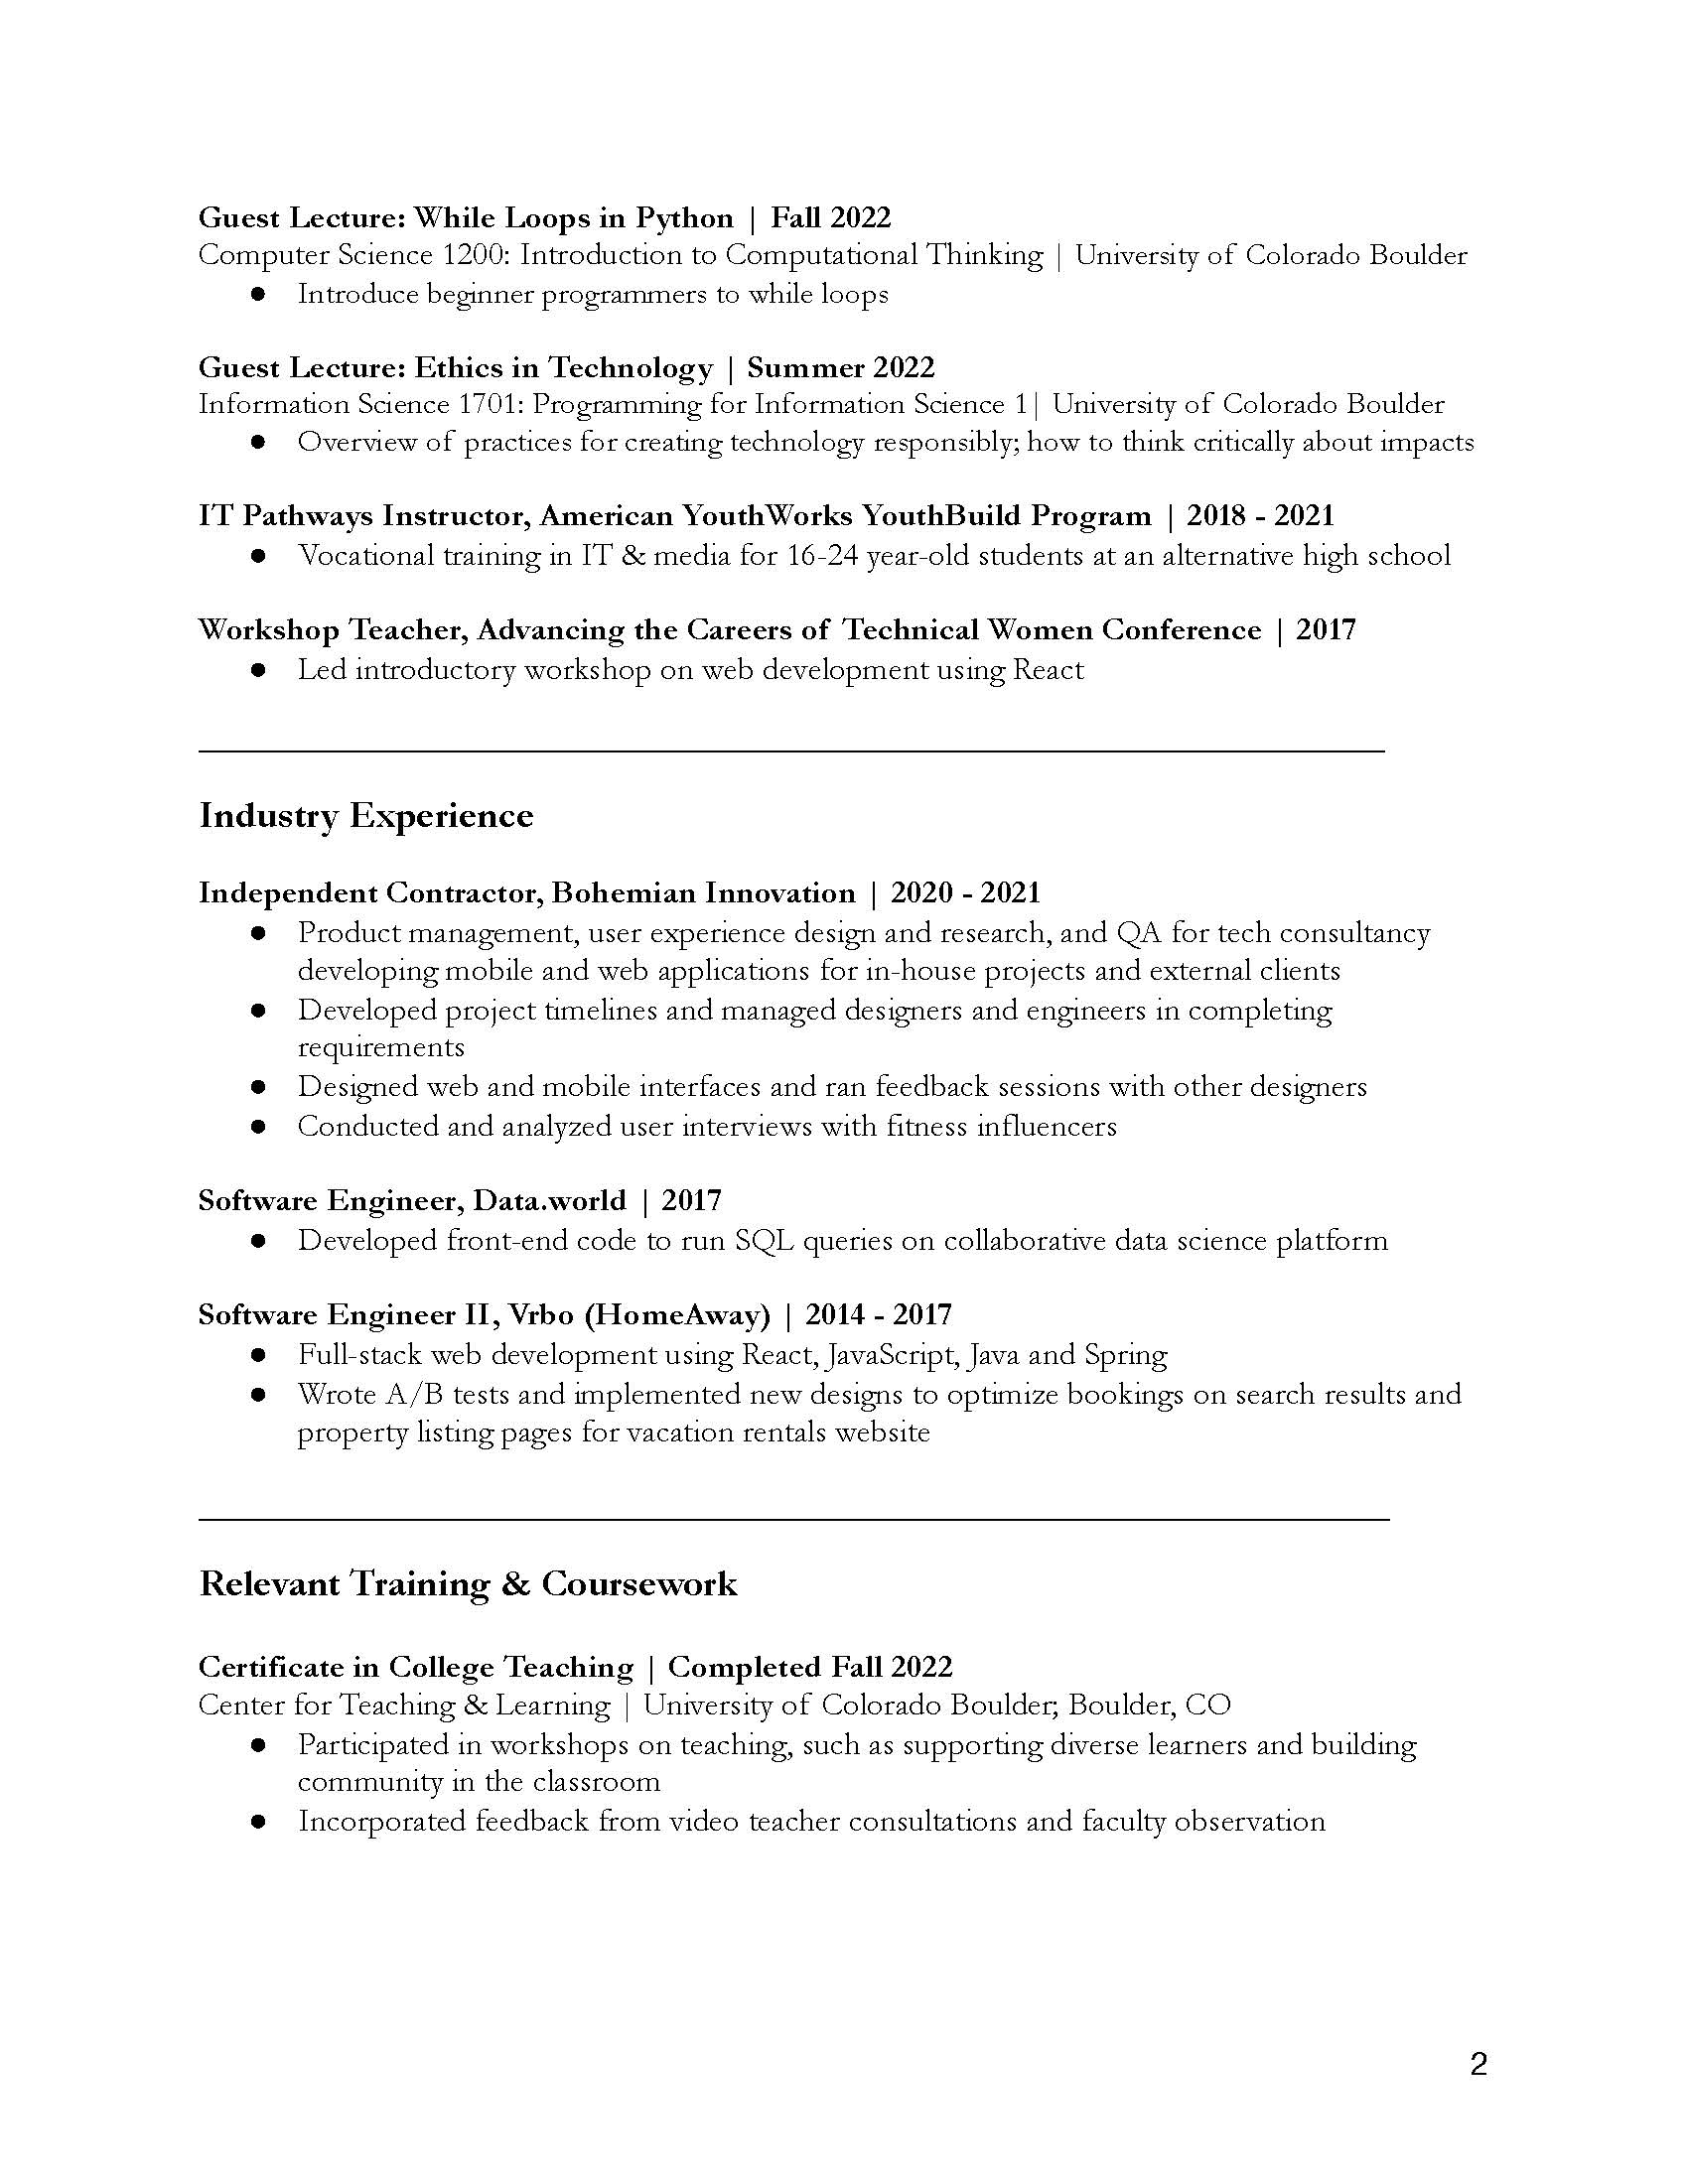 Guest Lecture: While Loops in Python | Fall 2022
Computer Science 1200: Introduction to Computational Thinking | University of Colorado Boulder
● Introduce beginner programmers to while loops
Guest Lecture: Ethics in Technology | Summer 2022
Information Science 1701: Programming for Information Science 1| University of Colorado Boulder
● Overview of practices for creating technology responsibly; how to think critically about impacts
IT Pathways Instructor, American YouthWorks YouthBuild Program | 2018 - 2021
● Vocational training in IT & media for 16-24 year-old students at an alternative high school
Workshop Teacher, Advancing the Careers of Technical Women Conference | 2017
● Led introductory workshop on web development using React
Industry Experience
Independent Contractor, Bohemian Innovation | 2020 - 2021
● Product management, user experience design and research, and QA for tech consultancy
developing mobile and web applications for in-house projects and external clients
● Developed project timelines and managed designers and engineers in completing
requirements
● Designed web and mobile interfaces and ran feedback sessions with other designers
● Conducted and analyzed user interviews with fitness influencers
Software Engineer, Data.world | 2017
● Developed front-end code to run SQL queries on collaborative data science platform
Software Engineer II, Vrbo (HomeAway) | 2014 - 2017
● Full-stack web development using React, JavaScript, Java and Spring
● Wrote A/B tests and implemented new designs to optimize bookings on search results and
property listing pages for vacation rentals website
Relevant Training & Coursework
Certificate in College Teaching | Completed Fall 2022
Center for Teaching & Learning | University of Colorado Boulder; Boulder, CO
● Participated in workshops on teaching, such as supporting diverse learners and building
community in the classroom
● Incorporated feedback from video teacher consultations and faculty observation
2